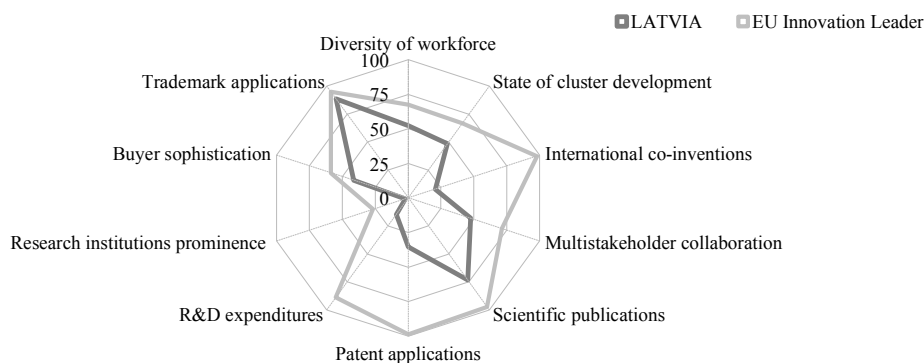 LATVIA EU Innovation Leader
Diversity of workforce
100
Trademark applications State of cluster development
75
50
Buyer sophistication International co-inventions
25
0
Research institutions prominence Multistakeholder collaboration
R&D expenditures Scientific publications
Patent applications